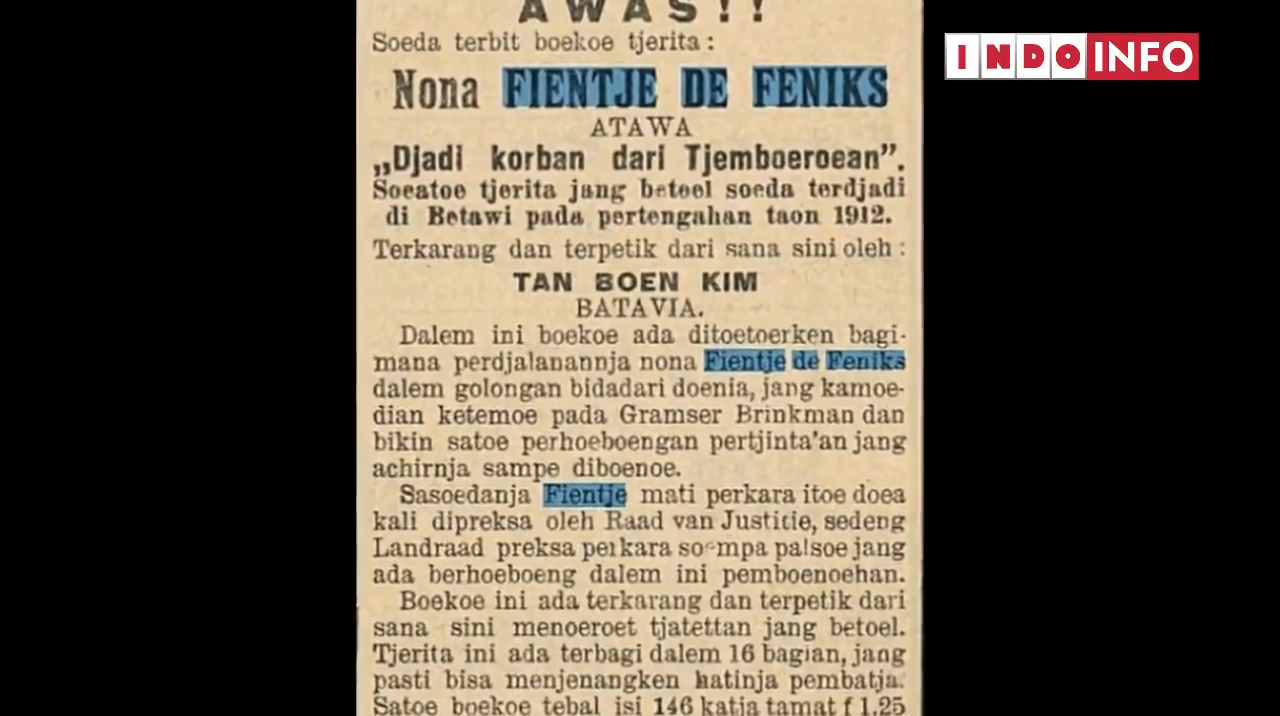 AWAS!!
INDOINFO
Soeda terbit boekoe tjerita :
Nona FIENTJE DE FENIKS
ATAWA
„Djadi korban dari Tjemboeroean”.
Soeatoe tjerita jang betoel soeda terdjadi
di Betawi pada pertengahan taon 1912.
Terkarang dan terpetik dari sana sini oleh :
TAN BOEN KIM
BATAVIA.
Dalem ini boekoe ada ditoetoerken bagi-
mana perdjalanannja nona Fientje de Feniks
dalem golongan bidadari doenia, jang kamoe-
dian ketemoe pada Gramser Brinkman dan
bikin satoe perhoeboengan pertjinta'an jang
achirnja sampe diboenoe.
Sasoedanja Fientje mati perkara itoe doea
kali dipreksa oleh Raad van Justitie, sedeng
Landraad preksa perkara soempa palsoe jang
ada berhoeboeng dalem ini pemboenoehan.
Boekoe ini ada terkarang dan terpetik dari
sana sini menoeroet tjatettan jang betoel.
Tjerita ini ada terbagi dalem 16 bagian, jang
pasti bisa menjenangken hatinja pembatja.
Satoe boekoe tebal isi 146 katja tamat f 1.25